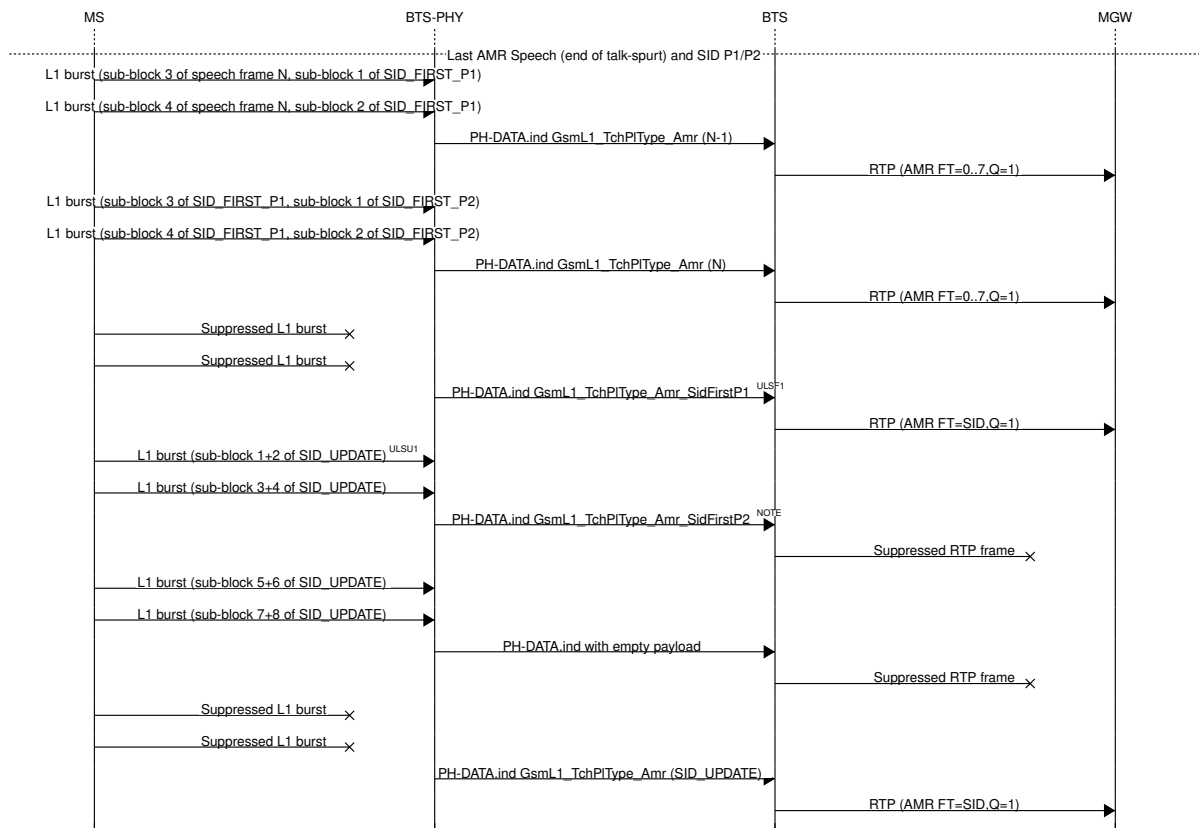 MS BTS-PHY BTS MGW
Last AMR Speech (end of talk-spurt) and SID P1/P2
L1 burst (sub-block 3 of speech frame N, sub-block 1 of SID_FIRST_P1)
L1 burst (sub-block 4 of speech frame N, sub-block 2 of SID_FIRST_P1)
PH-DATA.ind GsmL1_TchPlType_Amr (N-1)
RTP (AMR FT=0..7,Q=1)
L1 burst (sub-block 3 of SID_FIRST_P1, sub-block 1 of SID_FIRST_P2)
L1 burst (sub-block 4 of SID_FIRST_P1, sub-block 2 of SID_FIRST_P2)
PH-DATA.ind GsmL1_TchPlType_Amr (N)
RTP (AMR FT=0..7,Q=1)
Suppressed L1 burst
Suppressed L1 burst
PH-DATA.ind GsmL1_TchPlType_Amr_SidFirstP1 ULSF1
RTP (AMR FT=SID,Q=1)
L1 burst (sub-block 1+2 of SID_UPDATE) ULSU1
L1 burst (sub-block 3+4 of SID_UPDATE)
PH-DATA.ind GsmL1_TchPlType_Amr_SidFirstP2 NOTE
Suppressed RTP frame
L1 burst (sub-block 5+6 of SID_UPDATE)
L1 burst (sub-block 7+8 of SID_UPDATE)
PH-DATA.ind with empty payload
Suppressed RTP frame
Suppressed L1 burst
Suppressed L1 burst
PH-DATA.ind GsmL1_TchPlType_Amr (SID_UPDATE)
RTP (AMR FT=SID,Q=1)